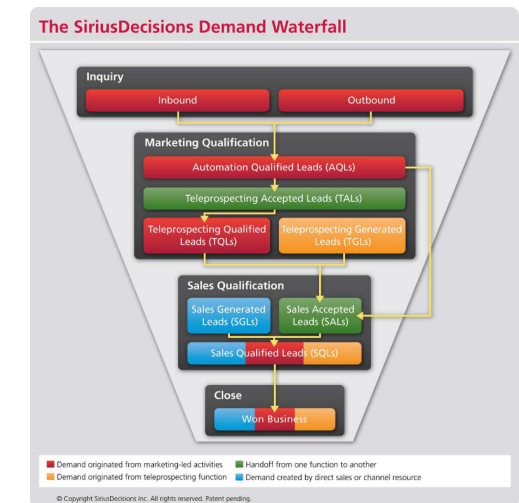 The SiriusDecisions Demand Waterfall
Inquiry
Inbound
Outbound
Marketing Qualification
Automation Qualified Leads (AQLs)
Teleprospecting Accepted Leads (TALs)
Teleprospecting Qualified
Leads (TQLs)
Teleprospecting Generated
Leads (TGLs)
Sales Qualification
Sales Generated
Leads (SGLs)
Sales Accepted
Leads (SALs)
Sales Qualified Leads (SQLs)
Close
Won Business
Demand originated from marketing-led activities
Handoff from one function to another
Demand originated from teleprospecting function
Demand created by direct sales or channel resource
© Copyright SiriusDecisions Inc. All rights reserved. Patent pending.